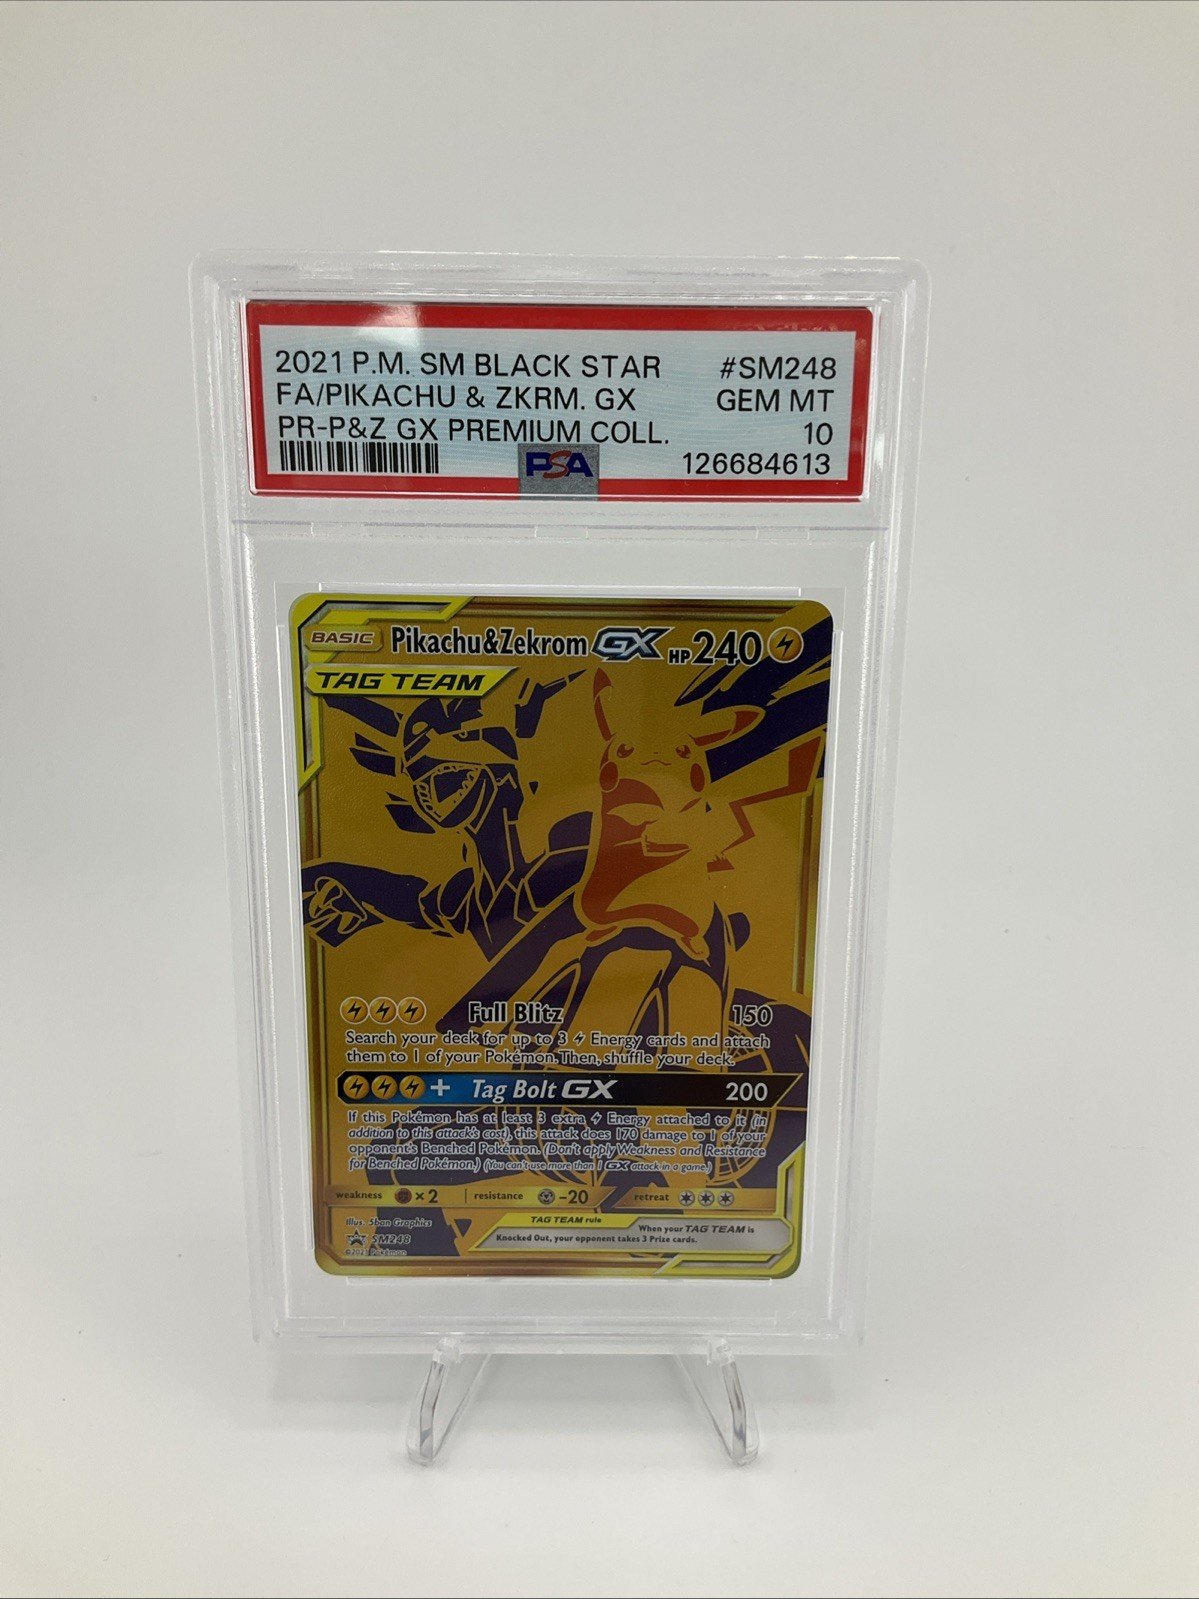 2021 P.M. SM BLACK STAR #SM248
FA/PIKACHU & ZKRM. GX GEM MT
PR-P&Z GX PREMIUM COLL. 10
PSA 126684613
BASIC Pikachu&Zekrom GX HP 240
TAG TEAM
Full Blitz 150
Search your deck for up to 3 Energy cards and attach
them to 1 of your Pokémon. Then, shuffle your deck.
+ Tag Bolt GX 200
If this Pokémon has at least 3 extra Energy attached to it (in
addition to this attack's cost), this attack does 170 damage to 1 of your
opponent's Benched Pokémon. (Don't apply Weakness and Resistance
for Benched Pokémon.) (You can't use more than 1 GX attack in a game.)
weakness ×2 resistance -20 retreat
Illus. 5ban Graphics
TAG TEAM rule When your TAG TEAM is
SM248 Knocked Out, your opponent takes 3 Prize cards.
©2021 Pokémon